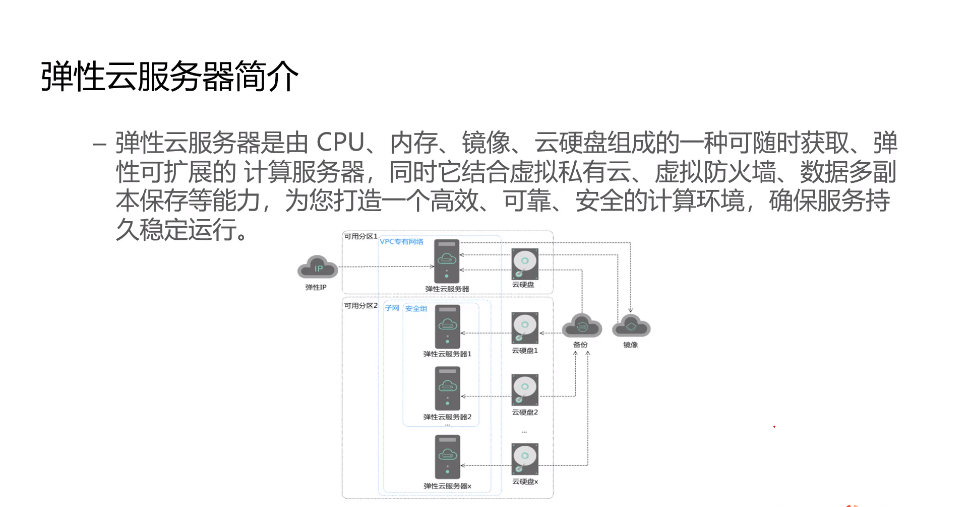 弹性云服务器简介
– 弹性云服务器是由 CPU、内存、镜像、云硬盘组成的一种可随时获取、弹
性可扩展的 计算服务器，同时它结合虚拟私有云、虚拟防火墙、数据多副
本保存等能力，为您打造一个高效、可靠、安全的计算环境，确保服务持
久稳定运行。
可用分区1
VPC专有网络
IP
弹性IP
弹性云服务器
云硬盘
可用分区2
子网
安全组
弹性云服务器1
云硬盘1
备份
镜像
弹性云服务器2
...
云硬盘2
...
弹性云服务器x
云硬盘x